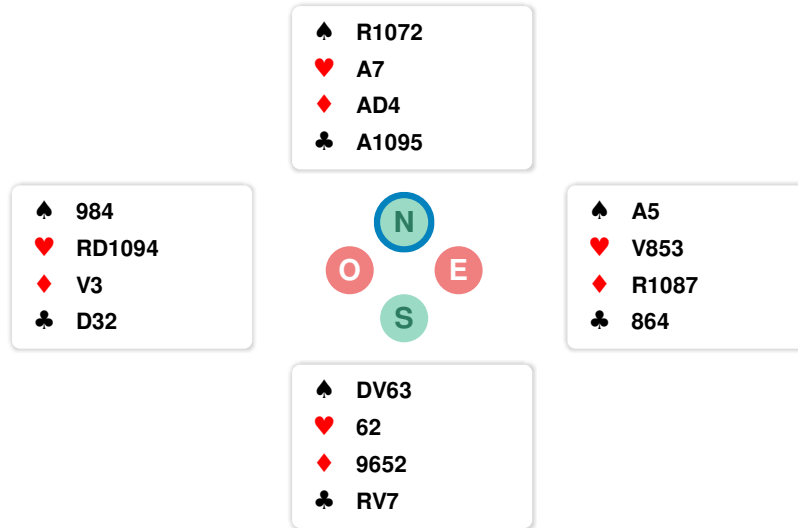 ♠ R1072
♥ A7
♦ AD4
♣ A1095
♠ 984
♥ RD1094
♦ V3
♣ D32
N
O
E
S
♠ A5
♥ V853
♦ R1087
♣ 864
♠ DV63
♥ 62
♦ 9652
♣ RV7